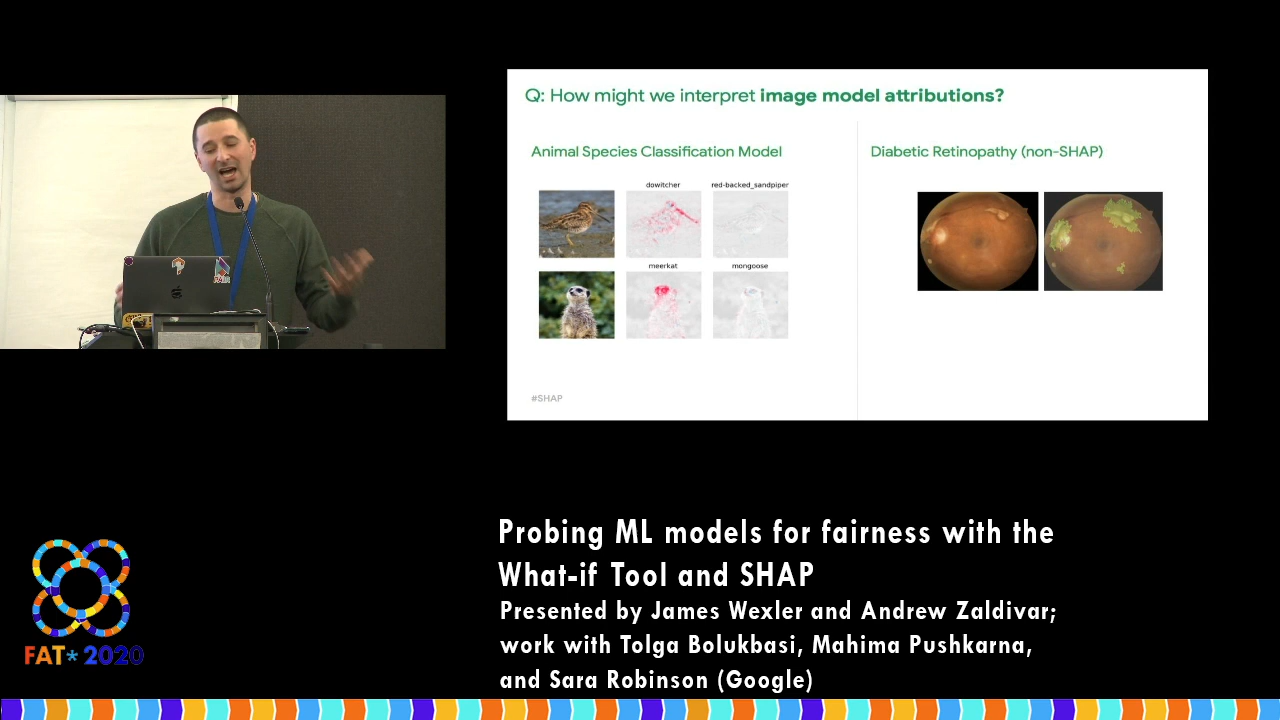 Q: How might we interpret image model attributions?
Animal Species Classification Model
dowitcher
red-backed_sandpiper
meerkat
mongoose
#SHAP
Diabetic Retinopathy (non-SHAP)
Probing ML models for fairness with the
What-if Tool and SHAP
Presented by James Wexler and Andrew Zaldivar;
work with Tolga Bolukbasi, Mahima Pushkarna,
and Sara Robinson (Google)
FAT* 2020